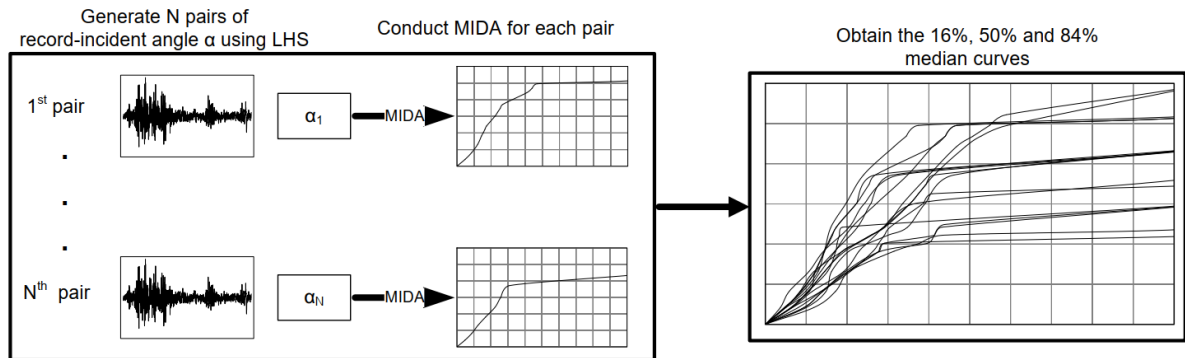 Generate N pairs of
record-incident angle α using LHS
Conduct MIDA for each pair
Obtain the 16%, 50% and 84%
median curves
1st pair
α1
MIDA
.
.
.
Nth pair
αN
MIDA